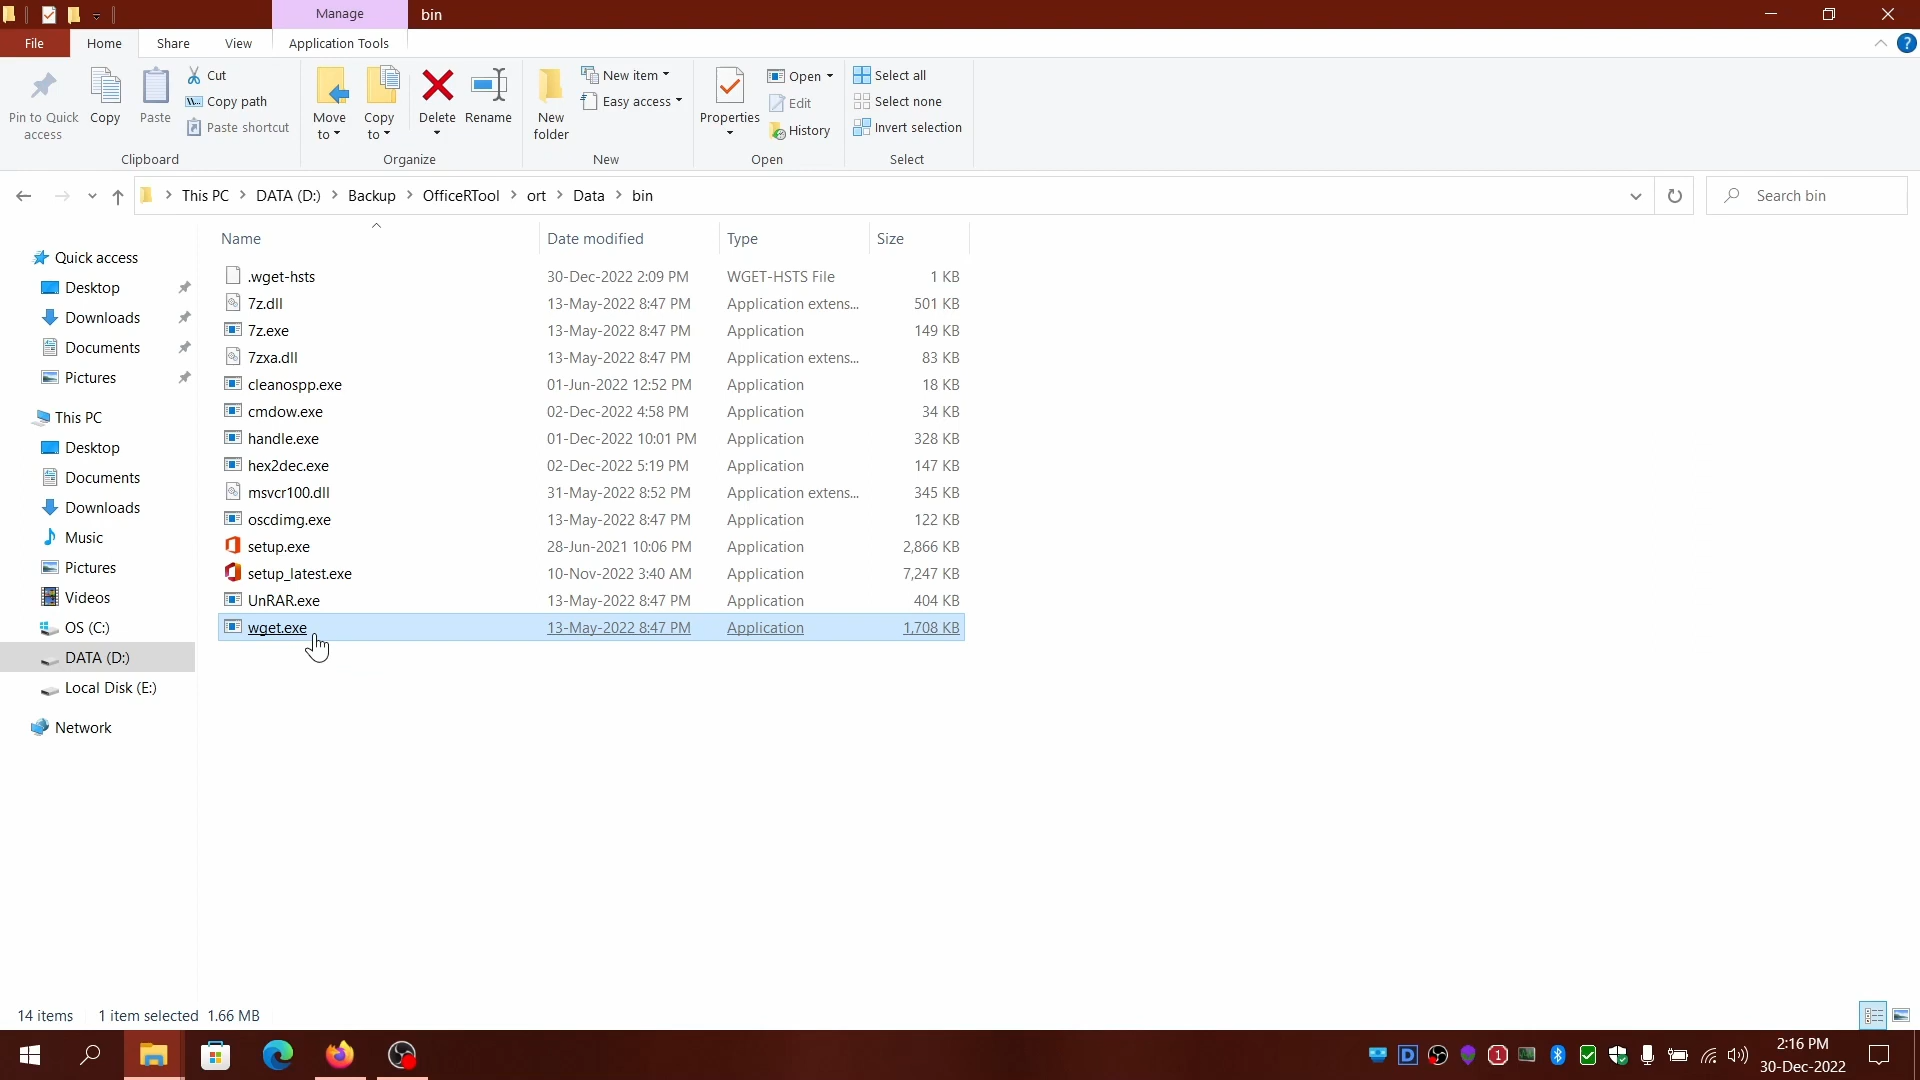 Manage
bin
File
Home
Share
View
Application Tools
Pin to Quick access
Copy
Paste
Cut
Copy path
Paste shortcut
Clipboard
Move to
Copy to
Delete
Rename
Organize
New folder
New item
Easy access
New
Properties
Open
Edit
History
Open
Select all
Select none
Invert selection
Select
This PC
DATA (D:)
Backup
OfficeRTool
ort
Data
bin
Search bin
Name Date modified Type Size
.wget-hsts 30-Dec-2022 2:09 PM WGET-HSTS File 1 KB
7z.dll 13-May-2022 8:47 PM Application extens... 501 KB
7z.exe 13-May-2022 8:47 PM Application 149 KB
7zxa.dll 13-May-2022 8:47 PM Application extens... 83 KB
cleanospp.exe 01-Jun-2022 12:52 PM Application 18 KB
cmdow.exe 02-Dec-2022 4:58 PM Application 34 KB
handle.exe 01-Dec-2022 10:01 PM Application 328 KB
hex2dec.exe 02-Dec-2022 5:19 PM Application 147 KB
msvcr100.dll 31-May-2022 8:52 PM Application extens... 345 KB
oscdimg.exe 13-May-2022 8:47 PM Application 122 KB
setup.exe 28-Jun-2021 10:06 PM Application 2,866 KB
setup_latest.exe 10-Nov-2022 3:40 AM Application 7,247 KB
UnRAR.exe 13-May-2022 8:47 PM Application 404 KB
wget.exe 13-May-2022 8:47 PM Application 1,708 KB
Quick access
Desktop
Downloads
Documents
Pictures
This PC
Desktop
Documents
Downloads
Music
Pictures
Videos
OS (C:)
DATA (D:)
Local Disk (E:)
Network
14 items
1 item selected 1.66 MB
D
1
2:16 PM
30-Dec-2022